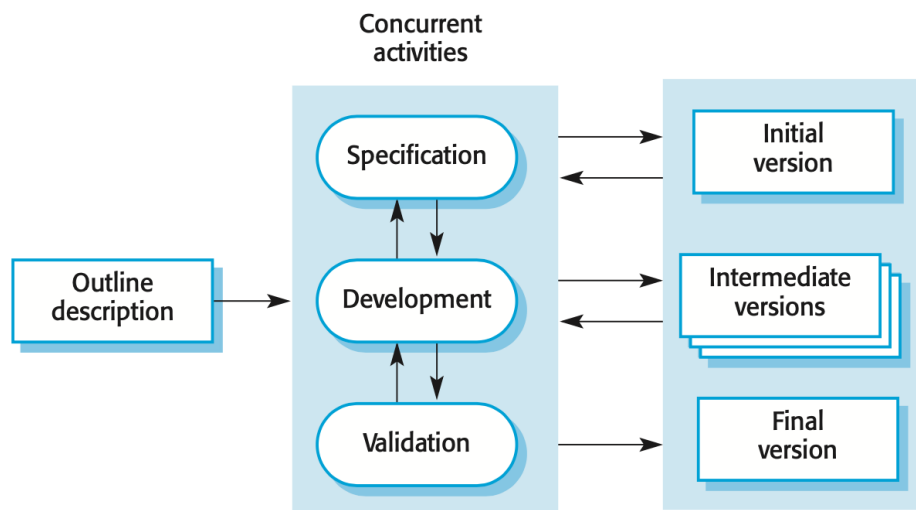 Concurrent
activities
Specification
Initial
version
Outline
description
Development
Intermediate
versions
Validation
Final
version